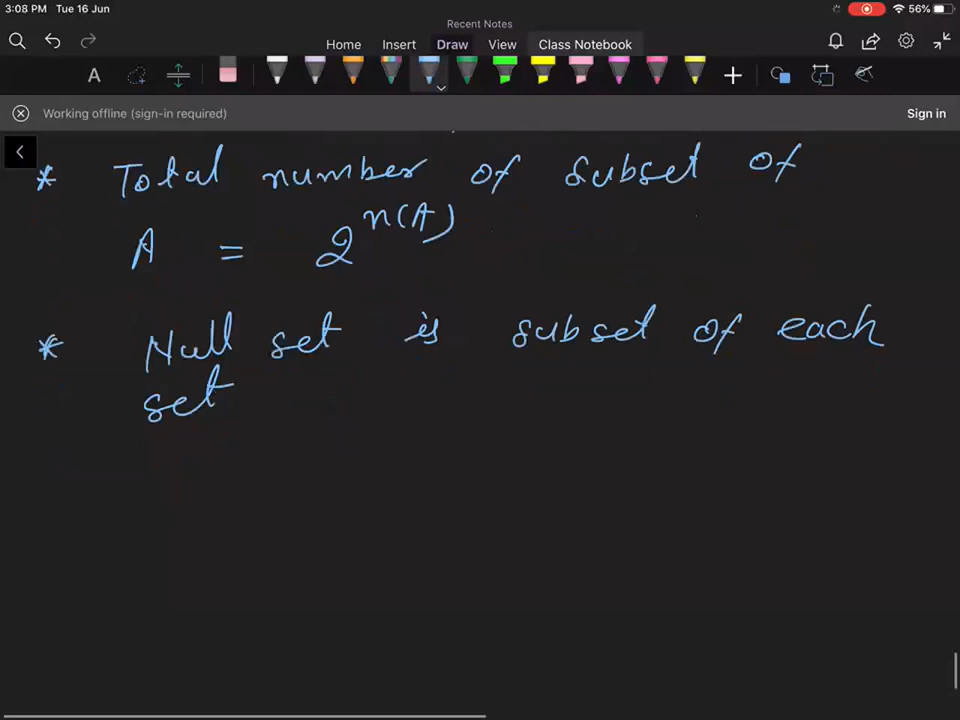 3:08 PM Tue 16 Jun 56%
Recent Notes
Home Insert Draw View Class Notebook
A
Working offline (sign-in required) Sign in
* Total number of subset of
A = 2^n(A)
* Null set is subset of each
set